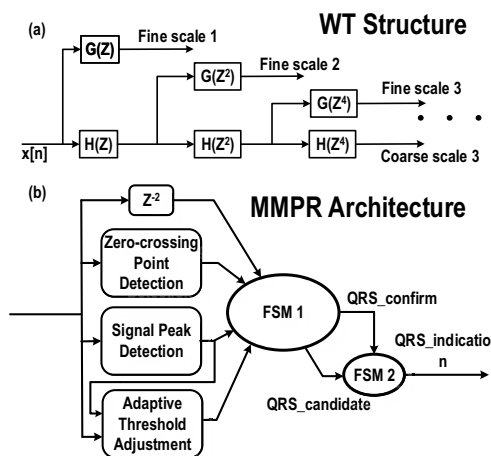 (a)
WT Structure
G(Z)
Fine scale 1
G(Z²)
Fine scale 2
G(Z⁴)
Fine scale 3
• • •
x[n]
H(Z)
H(Z²)
H(Z⁴)
Coarse scale 3
(b)
MMPR Architecture
Z⁻²
Zero-crossing
Point
Detection
Signal Peak
Detection
Adaptive
Threshold
Adjustment
FSM 1
QRS_confirm
QRS_candidate
FSM 2
QRS_indicatio
n